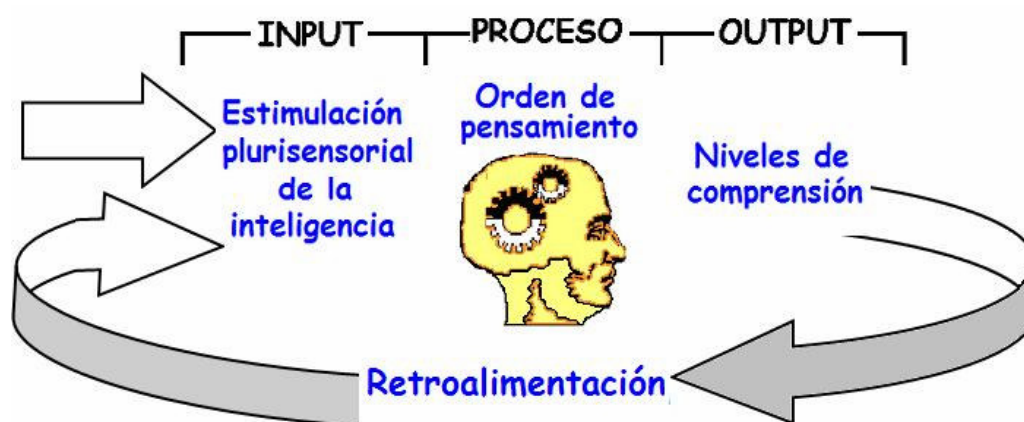 INPUT PROCESO OUTPUT
Estimulación
plurisensorial
de la
inteligencia
Orden de
pensamiento
Niveles de
comprensión
Retroalimentación